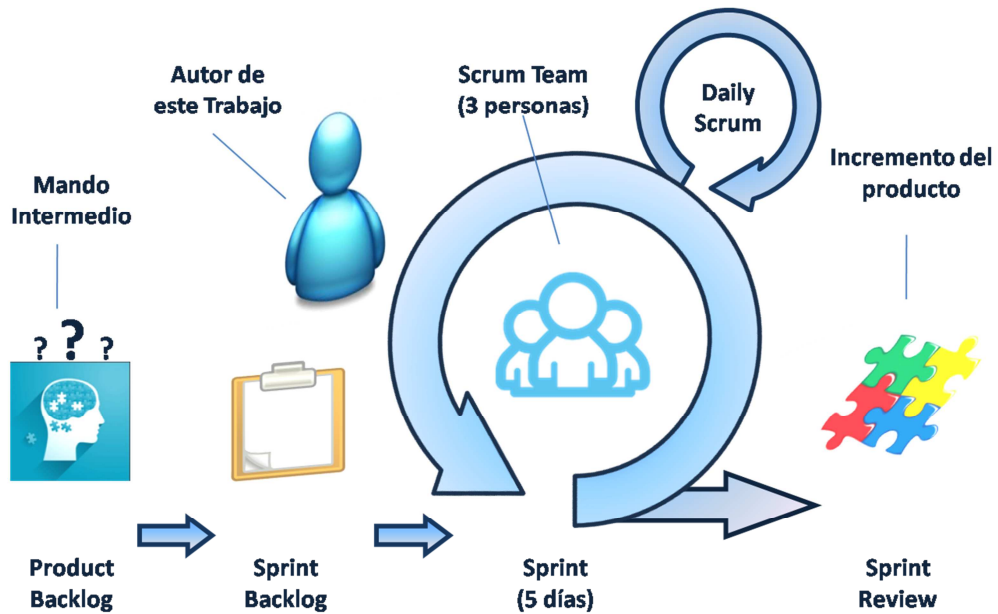 Autor de
este Trabajo
Scrum Team
(3 personas)
Daily
Scrum
Incremento del
producto
Mando
Intermedio
? ? ?
Product
Backlog
Sprint
Backlog
Sprint
(5 días)
Sprint
Review